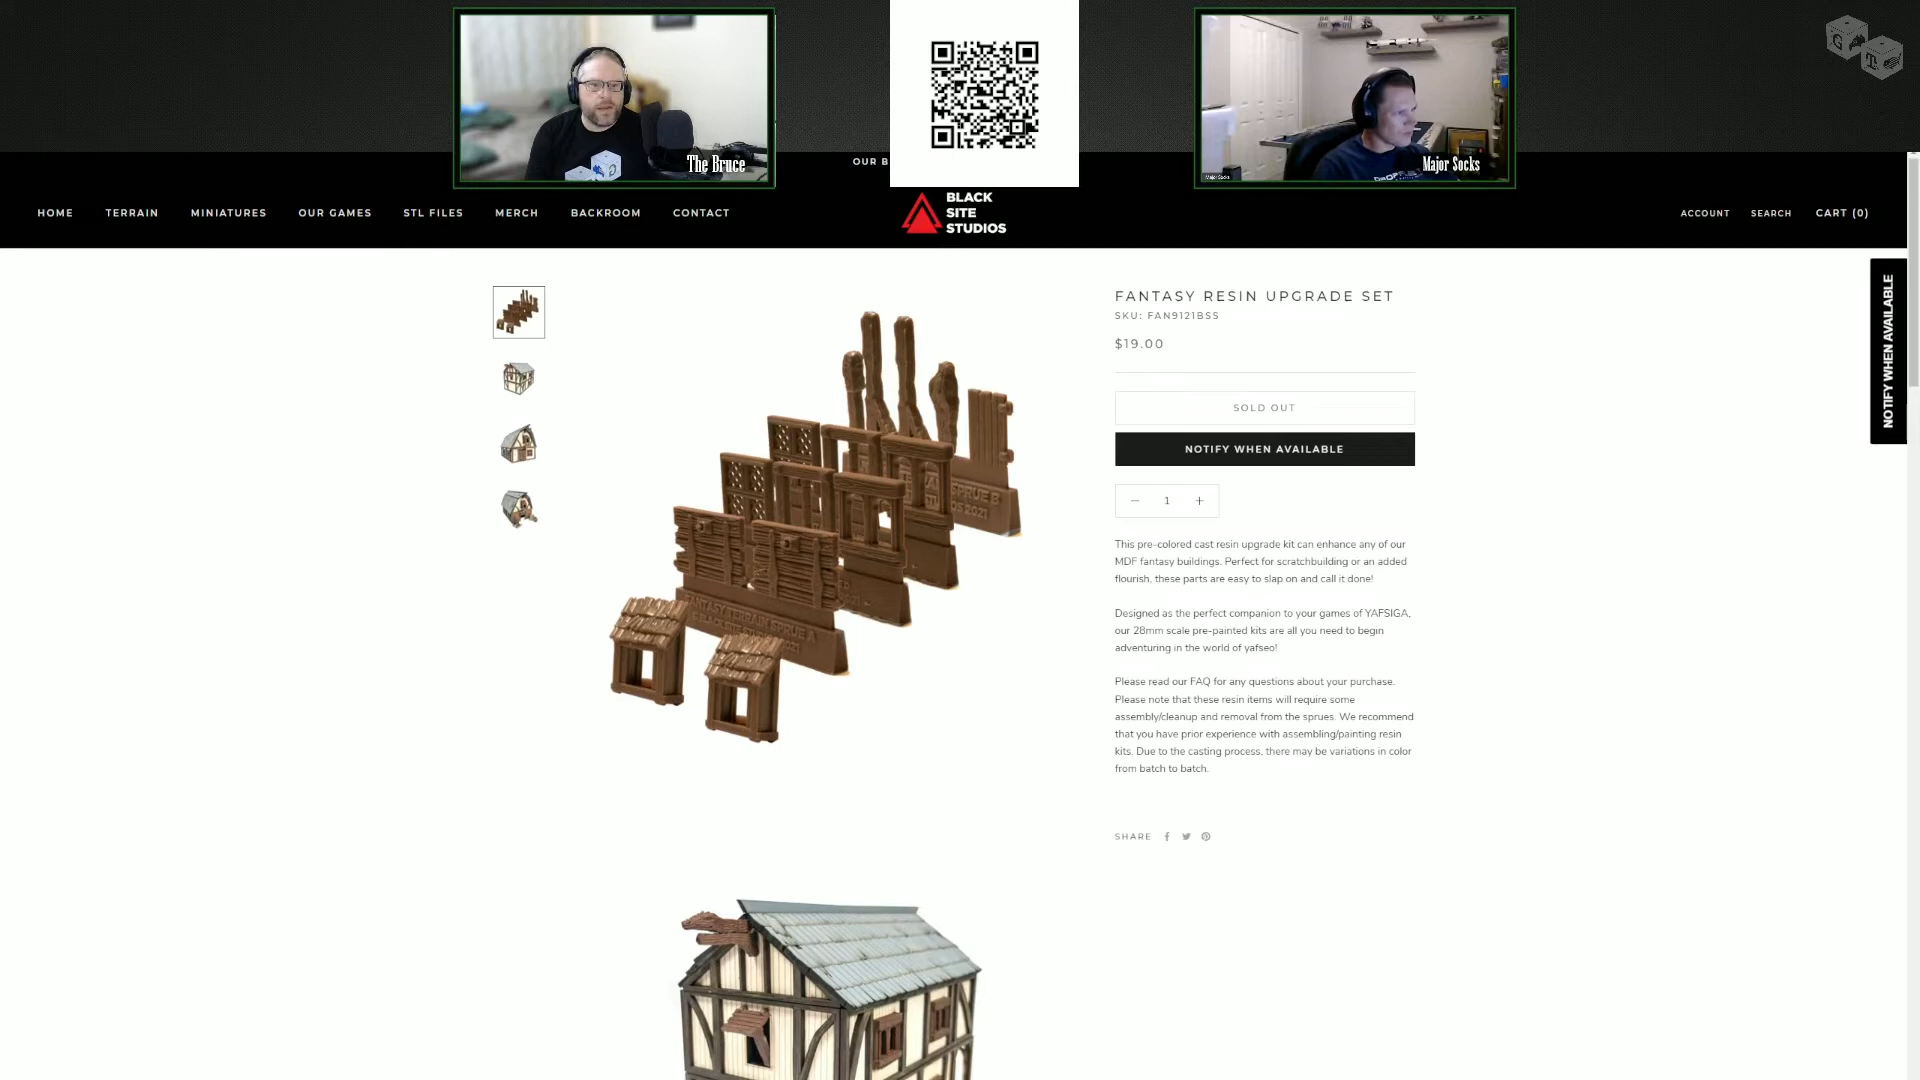 The Bruce
Major Socks
Major Socks
OUR B
HOME
TERRAIN
MINIATURES
OUR GAMES
STL FILES
MERCH
BACKROOM
CONTACT
BLACK
SITE
STUDIOS
ACCOUNT
SEARCH
CART (0)
NOTIFY WHEN AVAILABLE
FANTASY RESIN UPGRADE SET
SKU: FAN9121BSS
$19.00
SOLD OUT
NOTIFY WHEN AVAILABLE
1
This pre-colored cast resin upgrade kit can enhance any of our
MDF fantasy buildings. Perfect for scratchbuilding or an added
flourish, these parts are easy to slap on and call it done!
Designed as the perfect companion to your games of YAFSIGA,
our 28mm scale pre-painted kits are all you need to begin
adventuring in the world of yafseo!
Please read our FAQ for any questions about your purchase.
Please note that these resin items will require some
assembly/cleanup and removal from the sprues. We recommend
that you have prior experience with assembling/painting resin
kits. Due to the casting process, there may be variations in color
from batch to batch.
SHARE
FANTASY TERRAIN SPRUE A
SPRUE B
2021